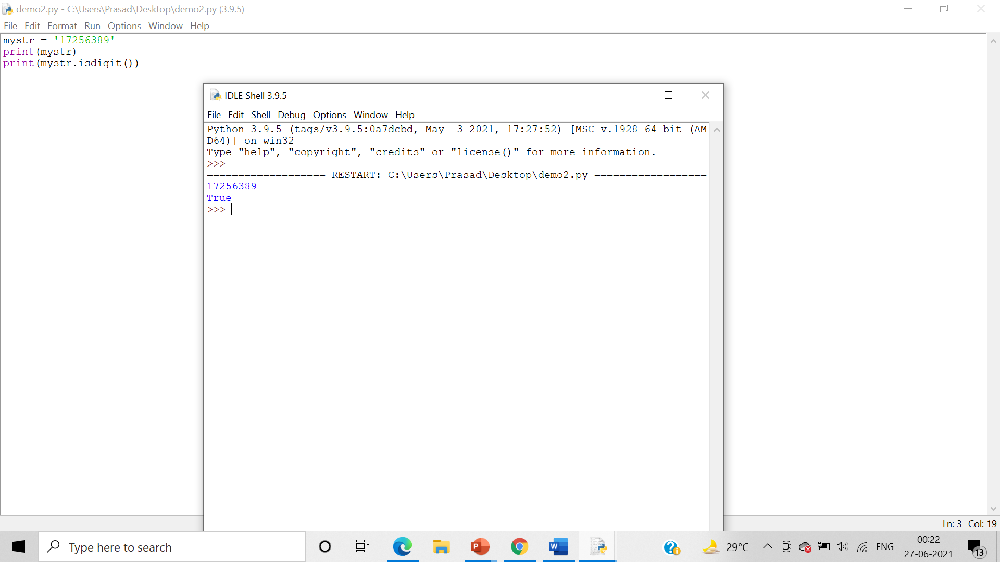 demo2.py - C:\Users\Prasad\Desktop\demo2.py (3.9.5)
File Edit Format Run Options Window Help
mystr = '17256389'
print(mystr)
print(mystr.isdigit())
IDLE Shell 3.9.5
File Edit Shell Debug Options Window Help
Python 3.9.5 (tags/v3.9.5:0a7dcbd, May  3 2021, 17:27:52) [MSC v.1928 64 bit (AM
D64)] on win32
Type "help", "copyright", "credits" or "license()" for more information.
>>>
=================== RESTART: C:\Users\Prasad\Desktop\demo2.py ==================
17256389
True
>>>
Ln: 3 Col: 19
Type here to search
29°C
ENG
00:22
27-06-2021
13